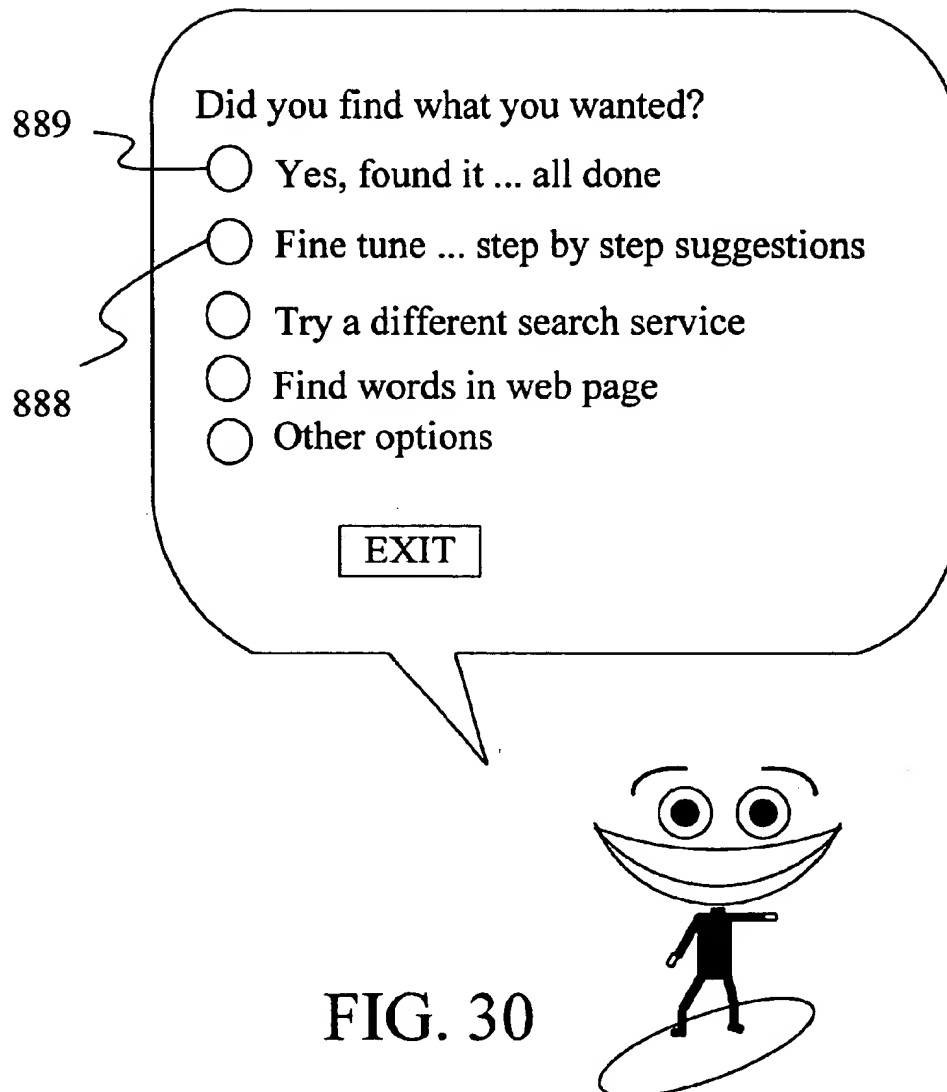 Did you find what you wanted?
889
Yes, found it ... all done
Fine tune ... step by step suggestions
Try a different search service
Find words in web page
888
Other options
EXIT
FIG. 30